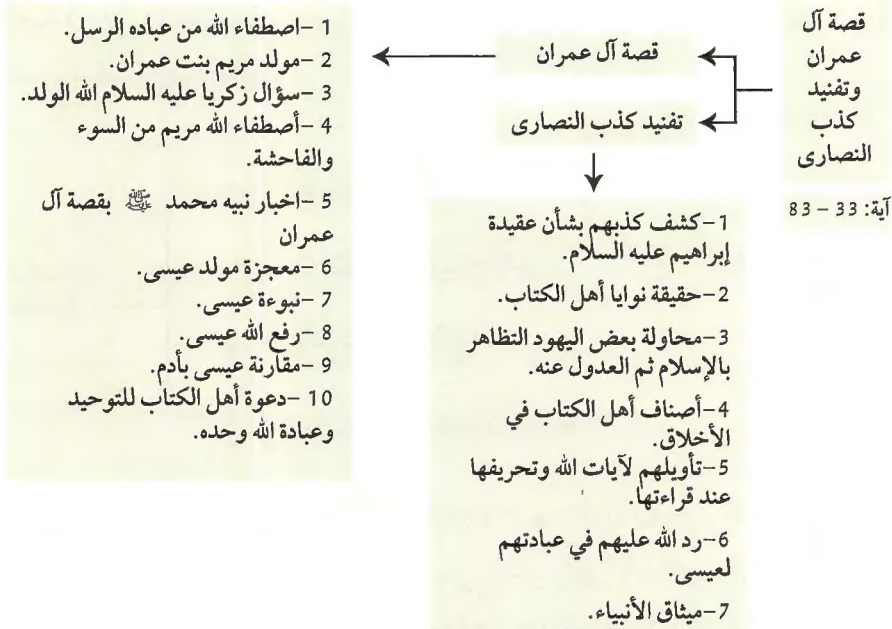 قصة آل
عمران
وتفنيد
كذب
النصارى
آية: 33 – 83
قصة آل عمران
تفنيد كذب النصارى
1 –اصطفاء الله من عباده الرسل.
2 –مولد مريم بنت عمران.
3 –سؤال زكريا عليه السلام الله الولد.
4 –أصطفاء الله مريم من السوء
والفاحشة.
5 –اخبار نبيه محمد ﷺ بقصة آل
عمران
6 –معجزة مولد عيسى.
7 –نبوءة عيسى.
8 –رفع الله عيسى.
9 –مقارنة عيسى بأدم.
10 –دعوة أهل الكتاب للتوحيد
وعبادة الله وحده.
1–كشف كذبهم بشأن عقيدة
إبراهيم عليه السلام.
2–حقيقة نوايا أهل الكتاب.
3–محاولة بعض اليهود التظاهر
بالإسلام ثم العدول عنه.
4–أصناف أهل الكتاب في
الأخلاق.
5–تأويلهم لآيات الله وتحريفها
عند قراءتها.
6–رد الله عليهم في عبادتهم
لعيسى.
7–ميثاق الأنبياء.